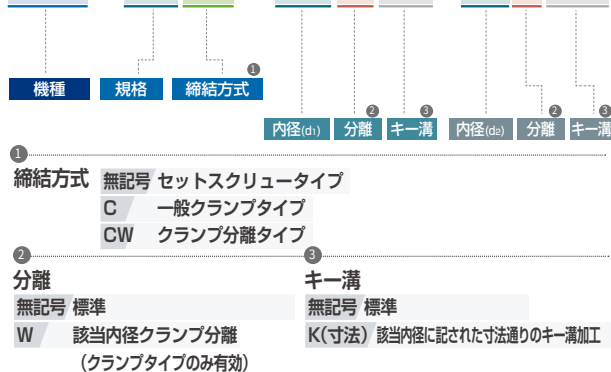 機種 規格 締結方式 1
内径(d1) 分離 2 キー溝 3 内径(d2) 分離 2 キー溝 3
1
締結方式 無記号 セットスクリュータイプ
C 一般クランプタイプ
CW クランプ分離タイプ
2
分離
無記号 標準
W 該当内径クランプ分離
(クランプタイプのみ有効)
3
キー溝
無記号 標準
K(寸法) 該当内径に記された寸法通りのキー溝加工